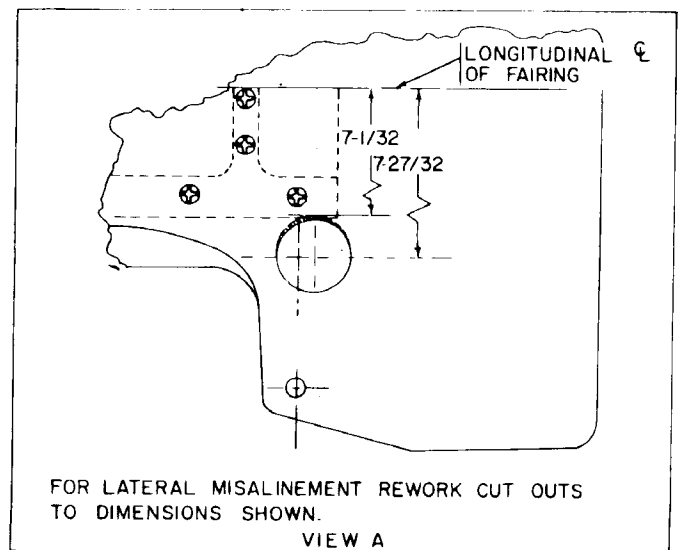 LONGITUDINAL ℄
OF FAIRING
7-1/32
7-27/32
FOR LATERAL MISALINEMENT REWORK CUT OUTS
TO DIMENSIONS SHOWN.
VIEW A